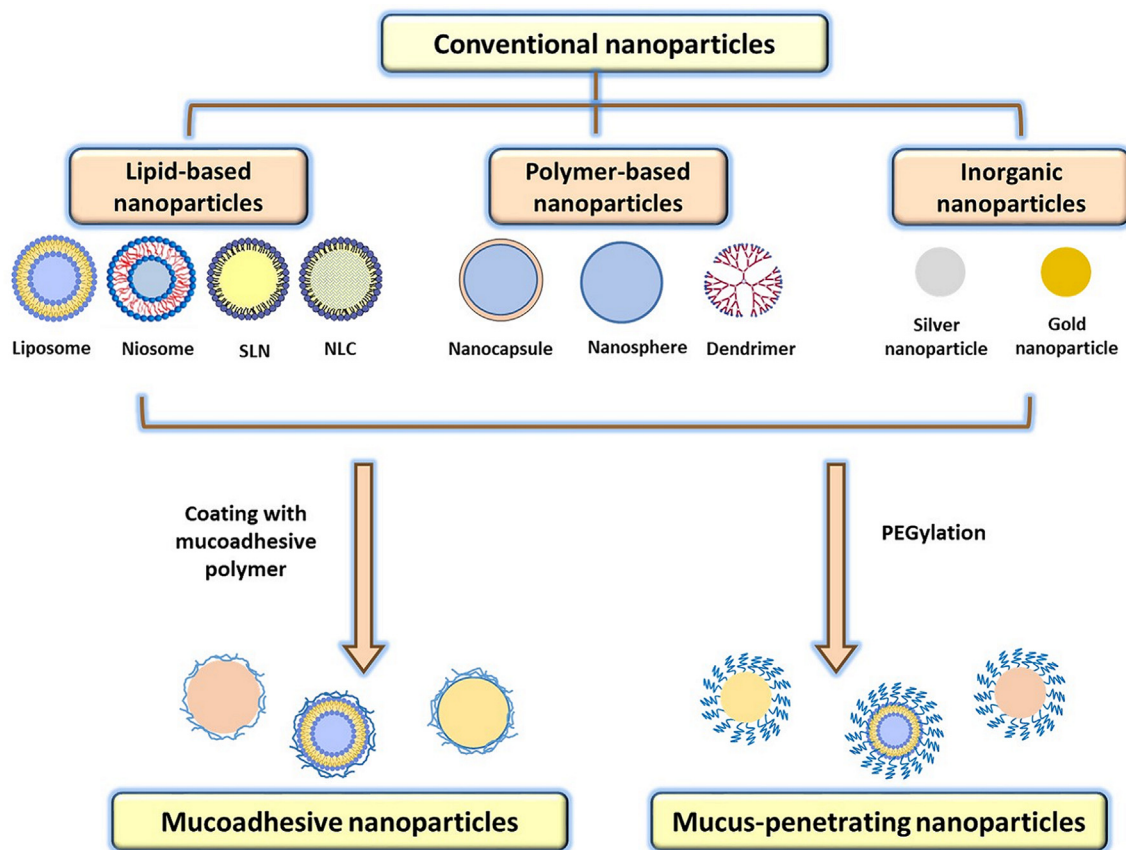 Conventional nanoparticles
Lipid-based
nanoparticles
Polymer-based
nanoparticles
Inorganic
nanoparticles
Liposome
Niosome
SLN
NLC
Nanocapsule
Nanosphere
Dendrimer
Silver
nanoparticle
Gold
nanoparticle
Coating with
mucoadhesive
polymer
PEGylation
Mucoadhesive nanoparticles
Mucus-penetrating nanoparticles